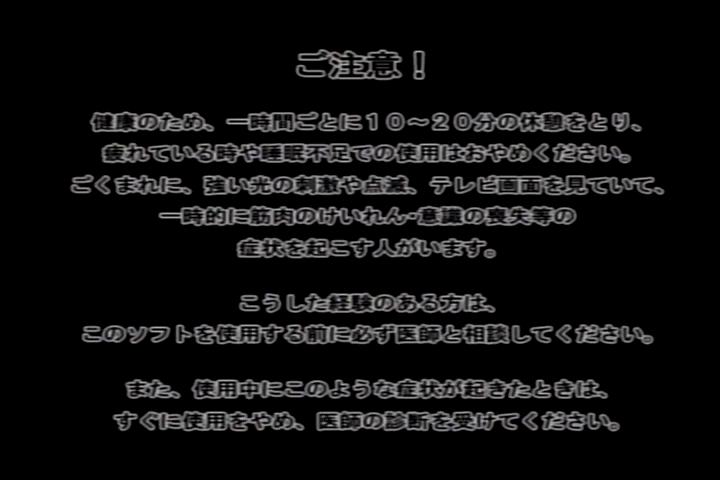 ご注意！
健康のため、一時間ごとに１０～２０分の休憩をとり、
疲れている時や睡眠不足での使用はおやめください。
ごくまれに、強い光の刺激や点滅、テレビ画面を見ていて、
一時的に筋肉のけいれん・意識の喪失等の
症状を起こす人がいます。
こうした経験のある方は、
このソフトを使用する前に必ず医師と相談してください。
また、使用中にこのような症状が起きたときは、
すぐに使用をやめ、医師の診断を受けてください。